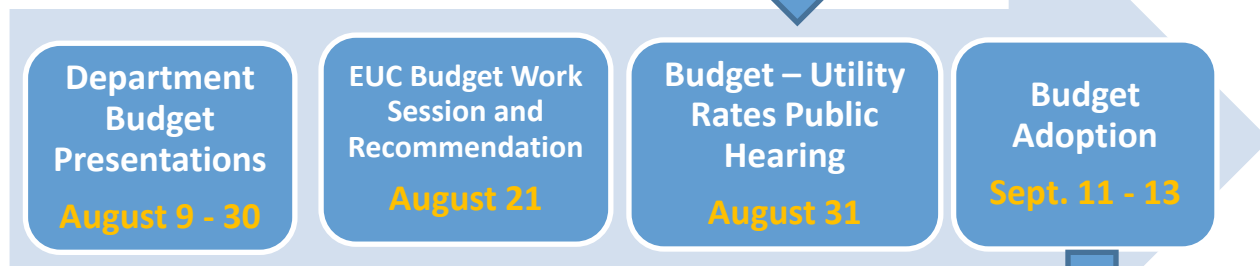 Department
Budget
Presentations
August 9 - 30
EUC Budget Work
Session and
Recommendation
August 21
Budget – Utility
Rates Public
Hearing
August 31
Budget
Adoption
Sept. 11 - 13